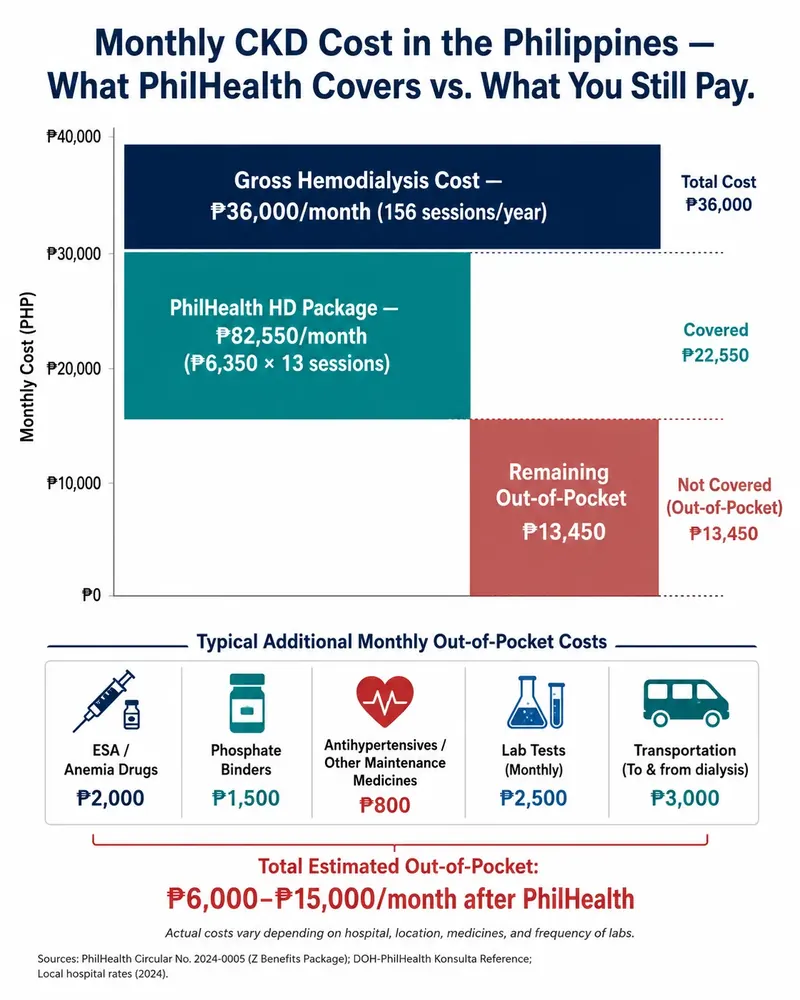 Monthly CKD Cost in the Philippines —
What PhilHealth Covers vs. What You Still Pay.
Monthly Cost (PHP)
₱40,000
₱30,000
₱20,000
₱10,000
₱0
Gross Hemodialysis Cost —
₱36,000/month (156 sessions/year)
Total Cost
₱36,000
PhilHealth HD Package —
₱82,550/month
(₱6,350 × 13 sessions)
Covered
₱22,550
Remaining
Out-of-Pocket
₱13,450
Not Covered
(Out-of-Pocket)
₱13,450
Typical Additional Monthly Out-of-Pocket Costs
ESA /
Anemia Drugs
₱2,000
Phosphate
Binders
₱1,500
Antihypertensives /
Other Maintenance
Medicines
₱800
Lab Tests
(Monthly)
₱2,500
Transportation
(To & from dialysis)
₱3,000
Total Estimated Out-of-Pocket:
₱6,000–₱15,000/month after PhilHealth
Actual costs vary depending on hospital, location, medicines, and frequency of labs.
Sources: PhilHealth Circular No. 2024-0005 (Z Benefits Package); DOH-PhilHealth Konsulta Reference;
Local hospital rates (2024).